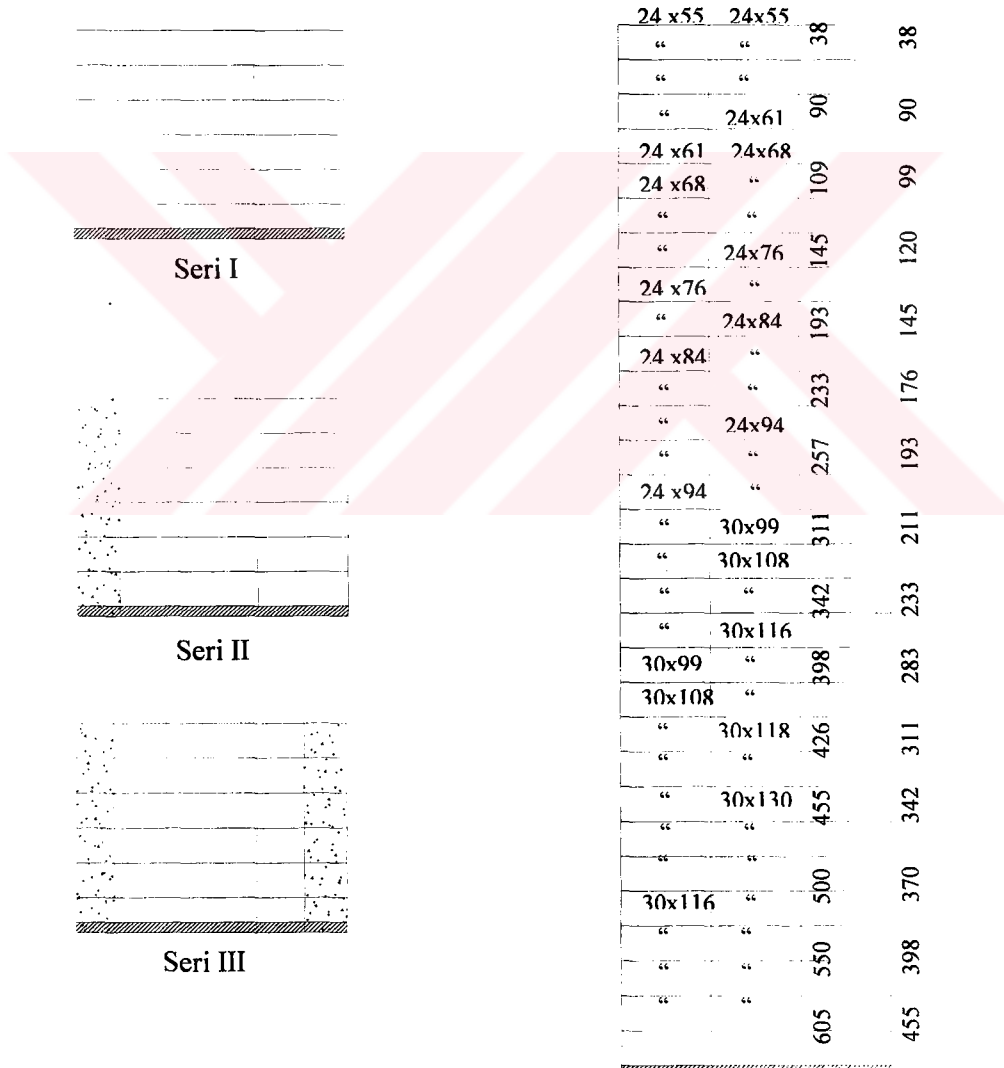 Seri I
Seri II
Seri III
24 x55 24x55
“ “
“ “
“ 24x61
24 x61 24x68
24 x68 “
“ “
“ 24x76
24 x76 “
“ 24x84
24 x84 “
“ “
“ 24x94
“ “
24 x94 “
“ 30x99
“ 30x108
“ “
“ 30x116
30x99 “
30x108 “
“ 30x118
“ “
“ 30x130
“ “
“ “
30x116 “
“ “
“ “
“ “
38
90
109
145
193
233
257
311
342
398
426
455
500
550
605
38
90
99
120
145
176
193
211
233
283
311
342
370
398
455